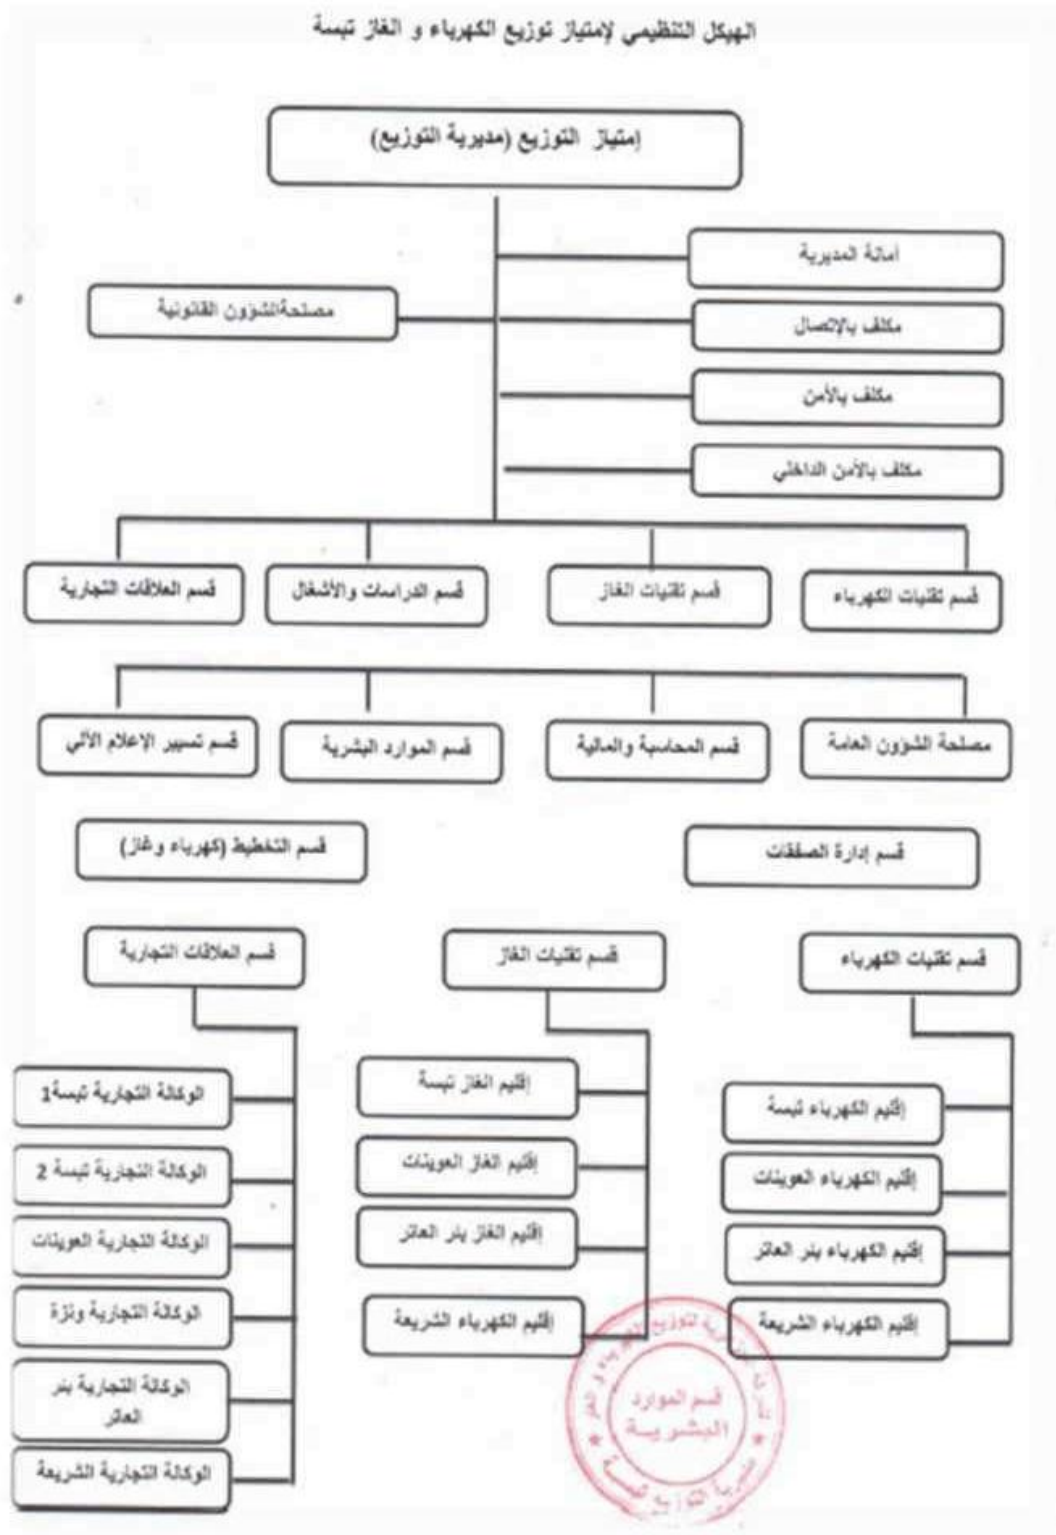 الهيكل التنظيمي لإمتياز توزيع الكهرباء و الغاز تبسة
إمتياز التوزيع (مديرية التوزيع)
أمانة المديرية
مصلحةالشؤون القانونية
مكلف بالإتصال
مكلف بالأمن
مكلف بالأمن الداخلي
قسم تقنيات الكهرباء
قسم تقنيات الغاز
قسم الدراسات والأشغال
قسم العلاقات التجارية
مصلحة الشؤون العامة
قسم المحاسبة والمالية
قسم الموارد البشرية
قسم تسيير الإعلام الألي
قسم إدارة الصفقات
قسم التخطيط (كهرباء وغاز)
قسم تقنيات الكهرباء
قسم تقنيات الغاز
قسم العلاقات التجارية
إقليم الكهرباء تبسة
إقليم الكهرباء العوينات
إقليم الكهرباء بئر العاتر
إقليم الكهرباء الشريعة
إقليم الغاز تبسة
إقليم الغاز العوينات
إقليم الغاز بئر العاتر
إقليم الكهرباء الشريعة
الوكالة التجارية تبسة1
الوكالة التجارية تبسة 2
الوكالة التجارية العوينات
الوكالة التجارية ونزة
الوكالة التجارية بئر
العاتر
الوكالة التجارية الشريعة
قسم الموارد
البشرية
مديرية التوزيع تبسة